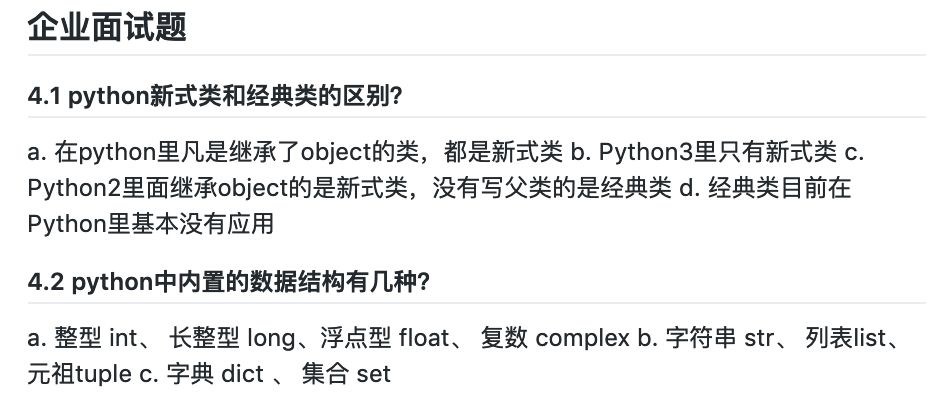 企业面试题
4.1 python新式类和经典类的区别?
a. 在python里凡是继承了object的类，都是新式类 b. Python3里只有新式类 c.
Python2里面继承object的是新式类，没有写父类的是经典类 d. 经典类目前在
Python里基本没有应用
4.2 python中内置的数据结构有几种?
a. 整型 int、 长整型 long、浮点型 float、 复数 complex b. 字符串 str、 列表list、
元祖tuple c. 字典 dict 、 集合 set